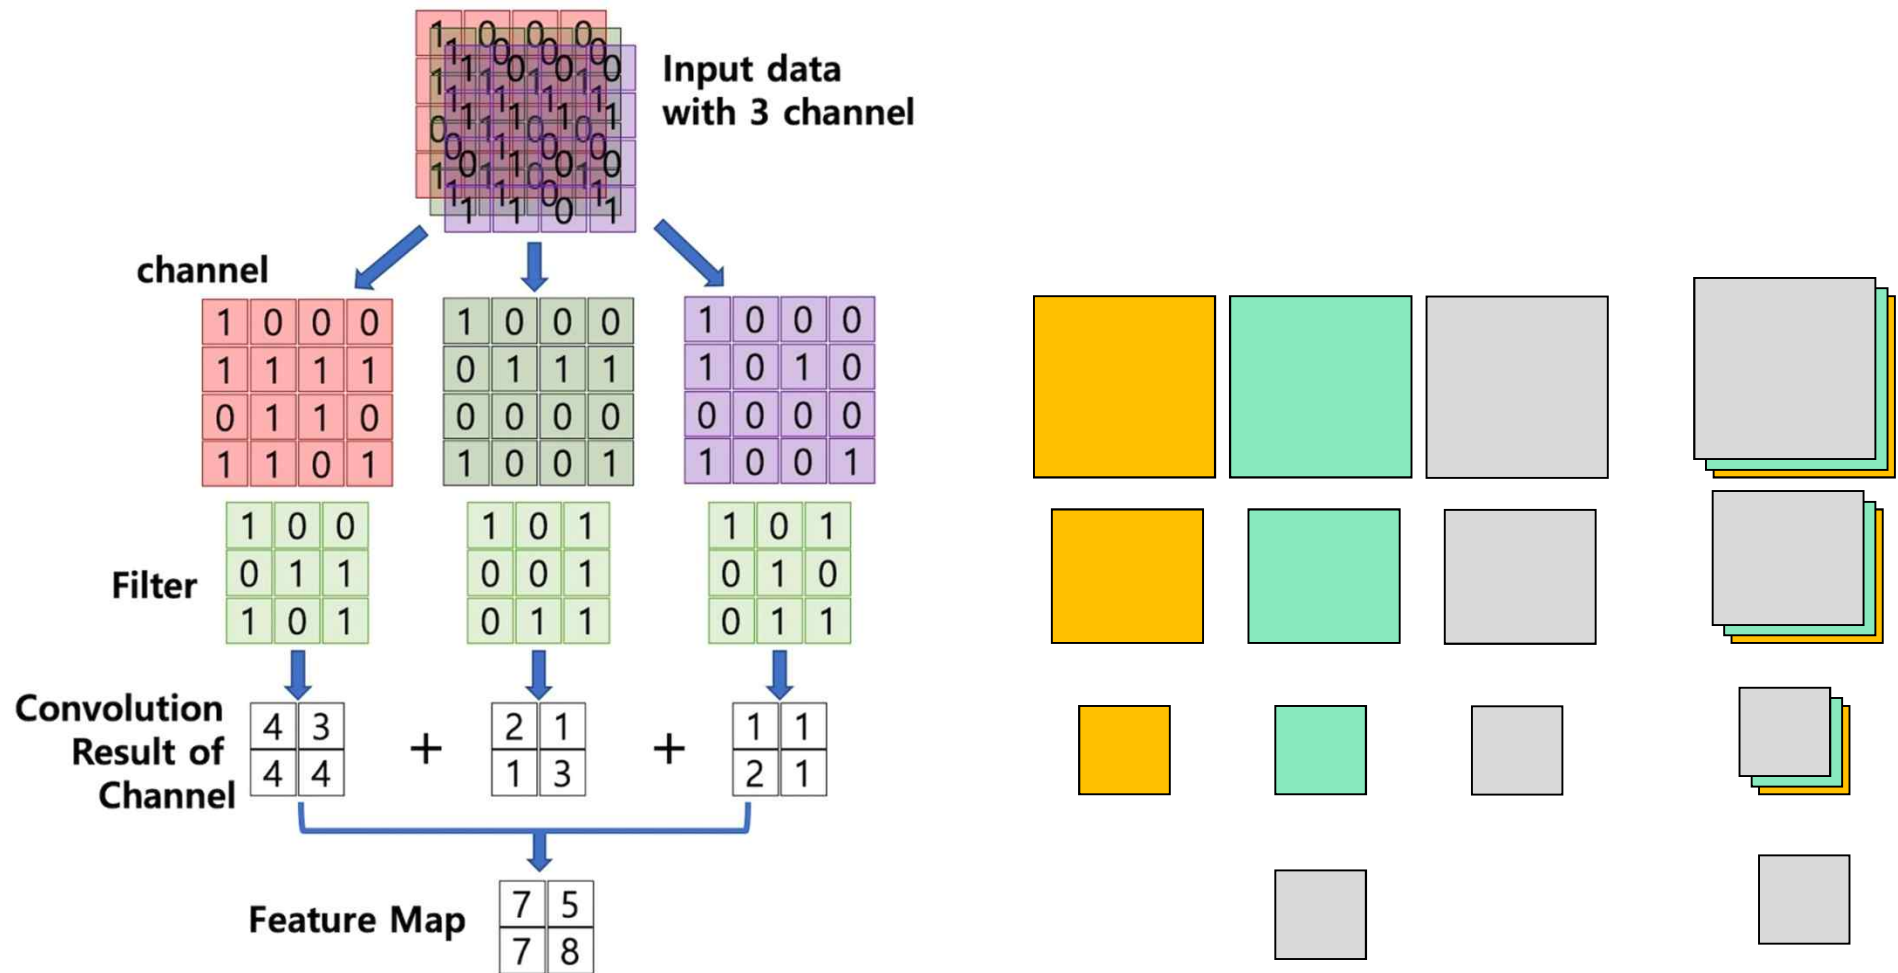 Input data
with 3 channel
channel
1 0 0 0 1 0 0 0 1 0 0 0
1 1 1 1 0 1 1 1 1 0 1 0
0 1 1 0 0 0 0 0 0 0 0 0
1 1 0 1 1 0 0 1 1 0 0 1
Filter
1 0 0 1 0 1 1 0 1
0 1 1 0 0 1 0 1 0
1 0 1 0 1 1 0 1 1
Convolution
Result of
Channel
4 3 + 2 1 + 1 1
4 4 1 3 2 1
Feature Map
7 5
7 8